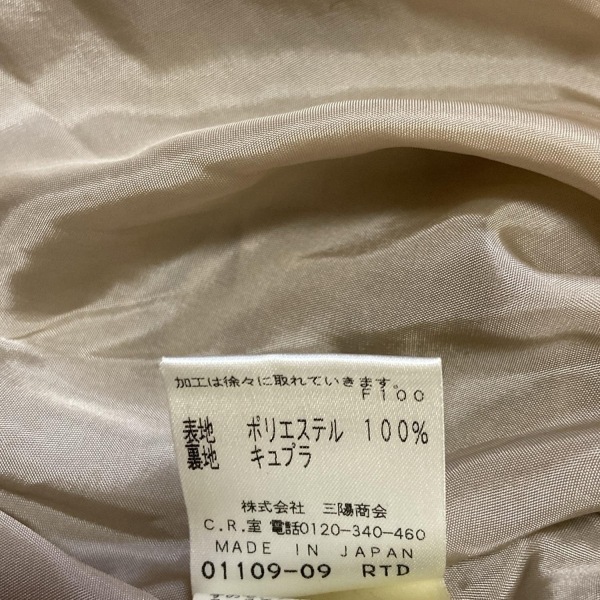 加工は徐々に取れていきます。
F100
表地 ポリエステル 100%
裏地 キュプラ
株式会社 三陽商会
C.R.室 電話0120-340-460
MADE IN JAPAN
01109-09 RTD